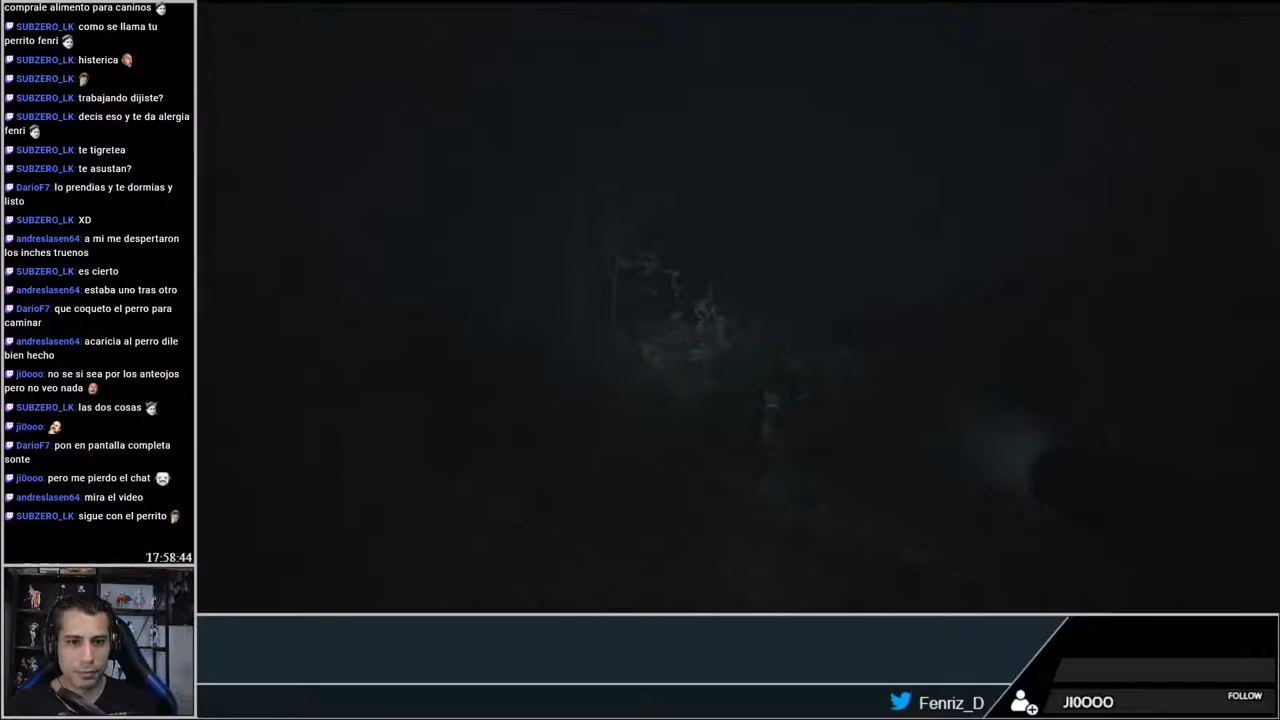 comprale alimento para caninos
SUBZERO_LK: como se llama tu
perrito fenri
SUBZERO_LK: histerica
SUBZERO_LK:
SUBZERO_LK: trabajando dijiste?
SUBZERO_LK: decis eso y te da alergia
fenri
SUBZERO_LK: te tigretea
SUBZERO_LK: te asustan?
DarioF7: lo prendias y te dormias y
listo
SUBZERO_LK: XD
andreslasen64: a mi me despertaron
los inches truenos
SUBZERO_LK: es cierto
andreslasen64: estaba uno tras otro
DarioF7: que coqueto el perro para
caminar
andreslasen64: acaricia al perro dile
bien hecho
ji0ooo: no se si sea por los anteojos
pero no veo nada
SUBZERO_LK: las dos cosas
ji0ooo:
DarioF7: pon en pantalla completa
sonte
ji0ooo: pero me pierdo el chat
andreslasen64: mira el video
SUBZERO_LK: sigue con el perrito
17:58:44
Fenriz_D
JI0OOO
FOLLOW